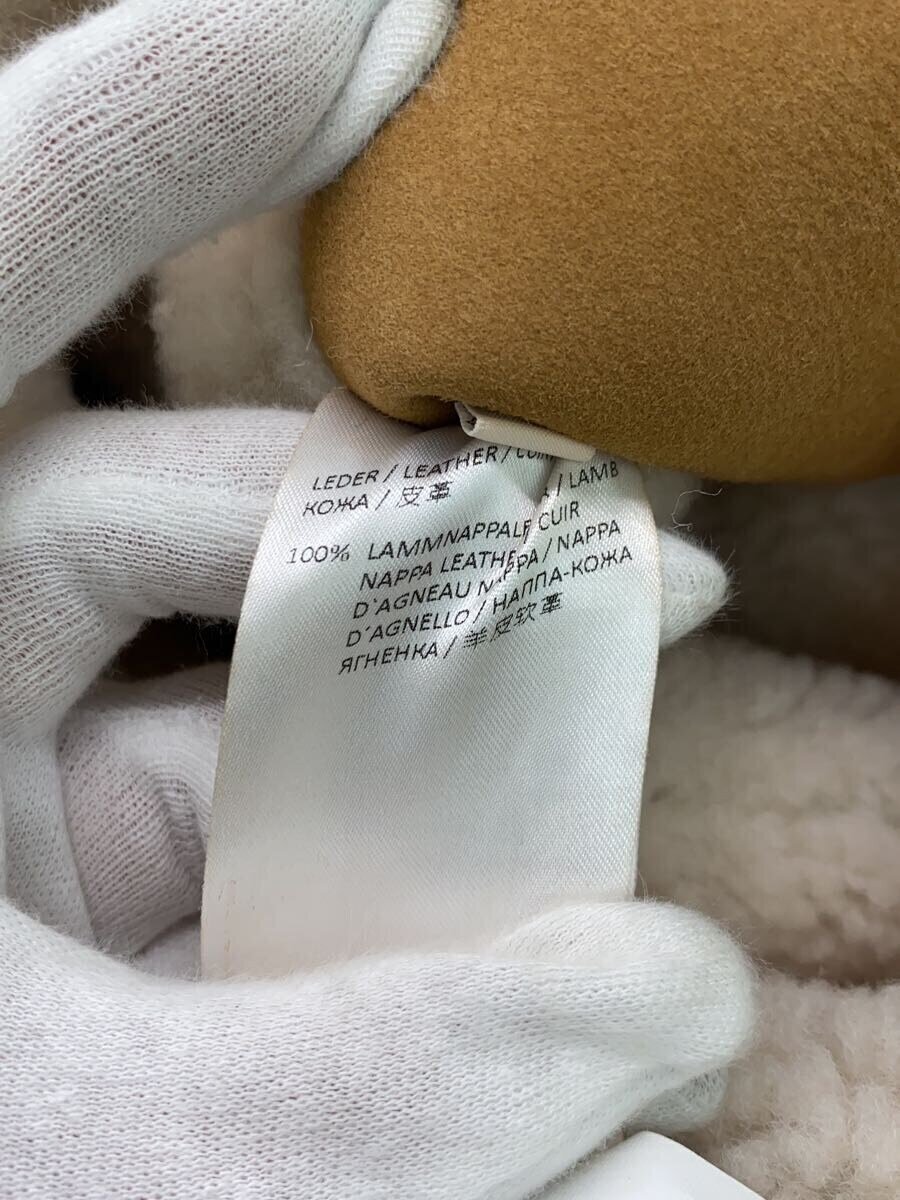 LEDER / LEATHER /
КОЖА / 皮革 / LAMB
100% LAMMNAPPALE CUIR
NAPPA LEATHER / NAPPA
D'AGNEAU / NAPPA
D'AGNELLO / НАППА-КОЖА
ЯГНЕНКА / 羊皮软革